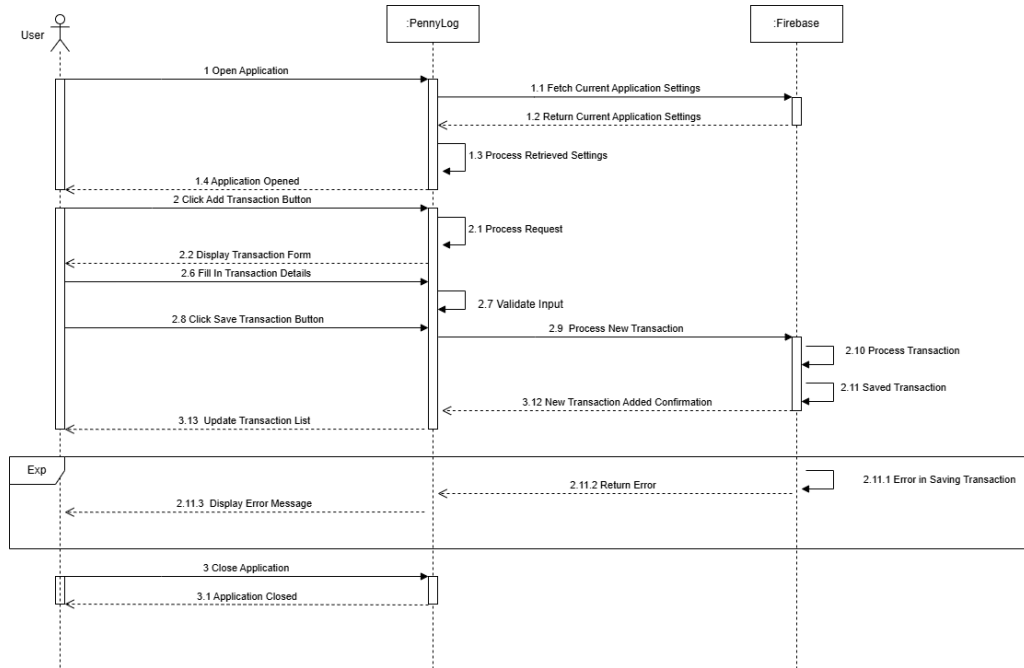 User
:PennyLog
:Firebase
1 Open Application
1.1 Fetch Current Application Settings
1.2 Return Current Application Settings
1.3 Process Retrieved Settings
1.4 Application Opened
2 Click Add Transaction Button
2.1 Process Request
2.2 Display Transaction Form
2.6 Fill In Transaction Details
2.7 Validate Input
2.8 Click Save Transaction Button
2.9 Process New Transaction
2.10 Process Transaction
2.11 Saved Transaction
3.12 New Transaction Added Confirmation
3.13 Update Transaction List
Exp
2.11.1 Error in Saving Transaction
2.11.2 Return Error
2.11.3 Display Error Message
3 Close Application
3.1 Application Closed